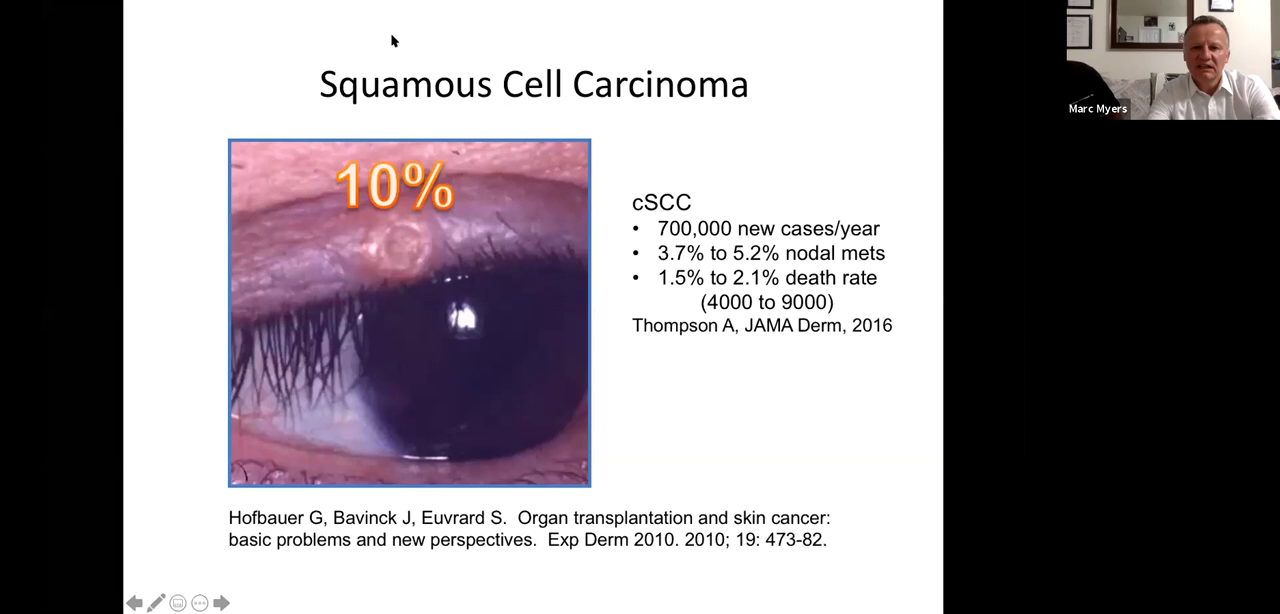 Squamous Cell Carcinoma
10%
cSCC
• 700,000 new cases/year
• 3.7% to 5.2% nodal mets
• 1.5% to 2.1% death rate
(4000 to 9000)
Thompson A, JAMA Derm, 2016
Hofbauer G, Bavinck J, Euvrard S. Organ transplantation and skin cancer:
basic problems and new perspectives. Exp Derm 2010. 2010; 19: 473-82.
Marc Myers